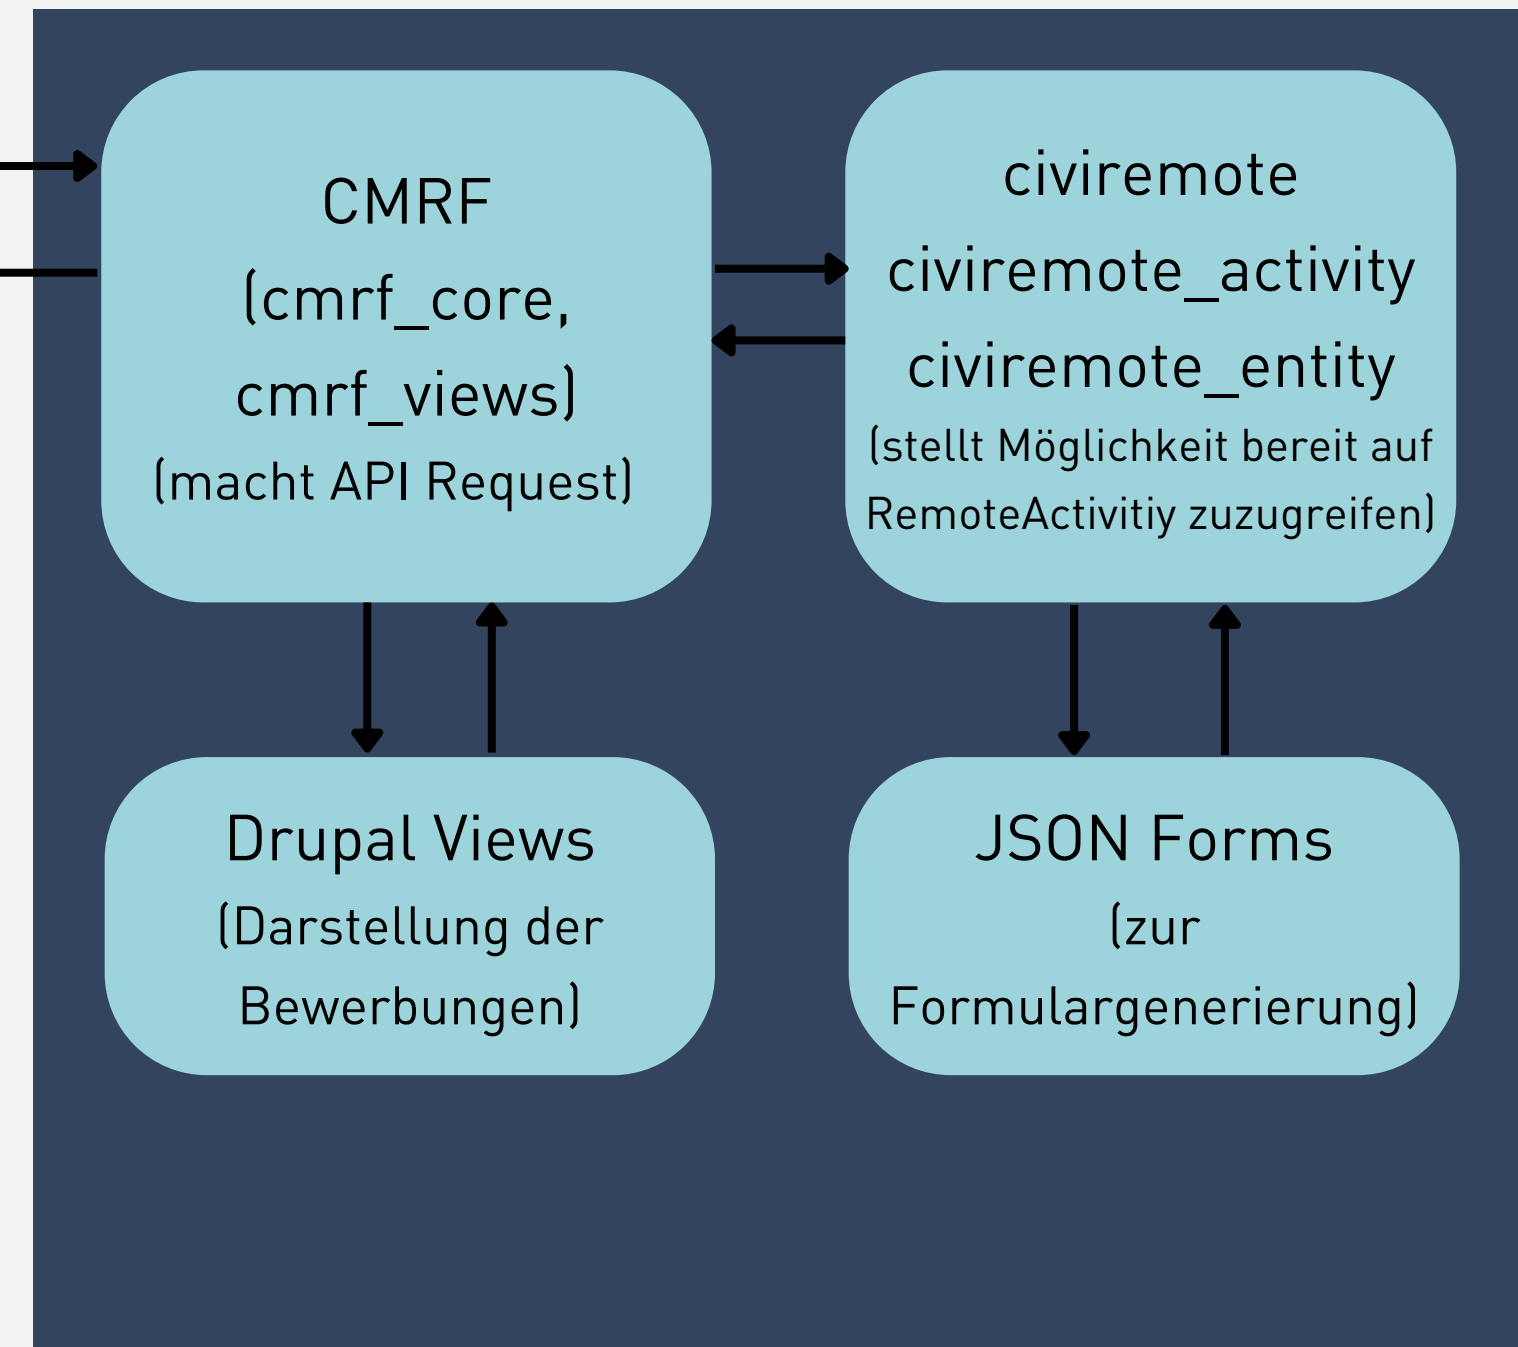 CMRF
(cmrf_core,
cmrf_views)
(macht API Request)
civiremote
civiremote_activity
civiremote_entity
(stellt Möglichkeit bereit auf
RemoteActivitiy zuzugreifen)
Drupal Views
(Darstellung der
Bewerbungen)
JSON Forms
(zur
Formulargenerierung)